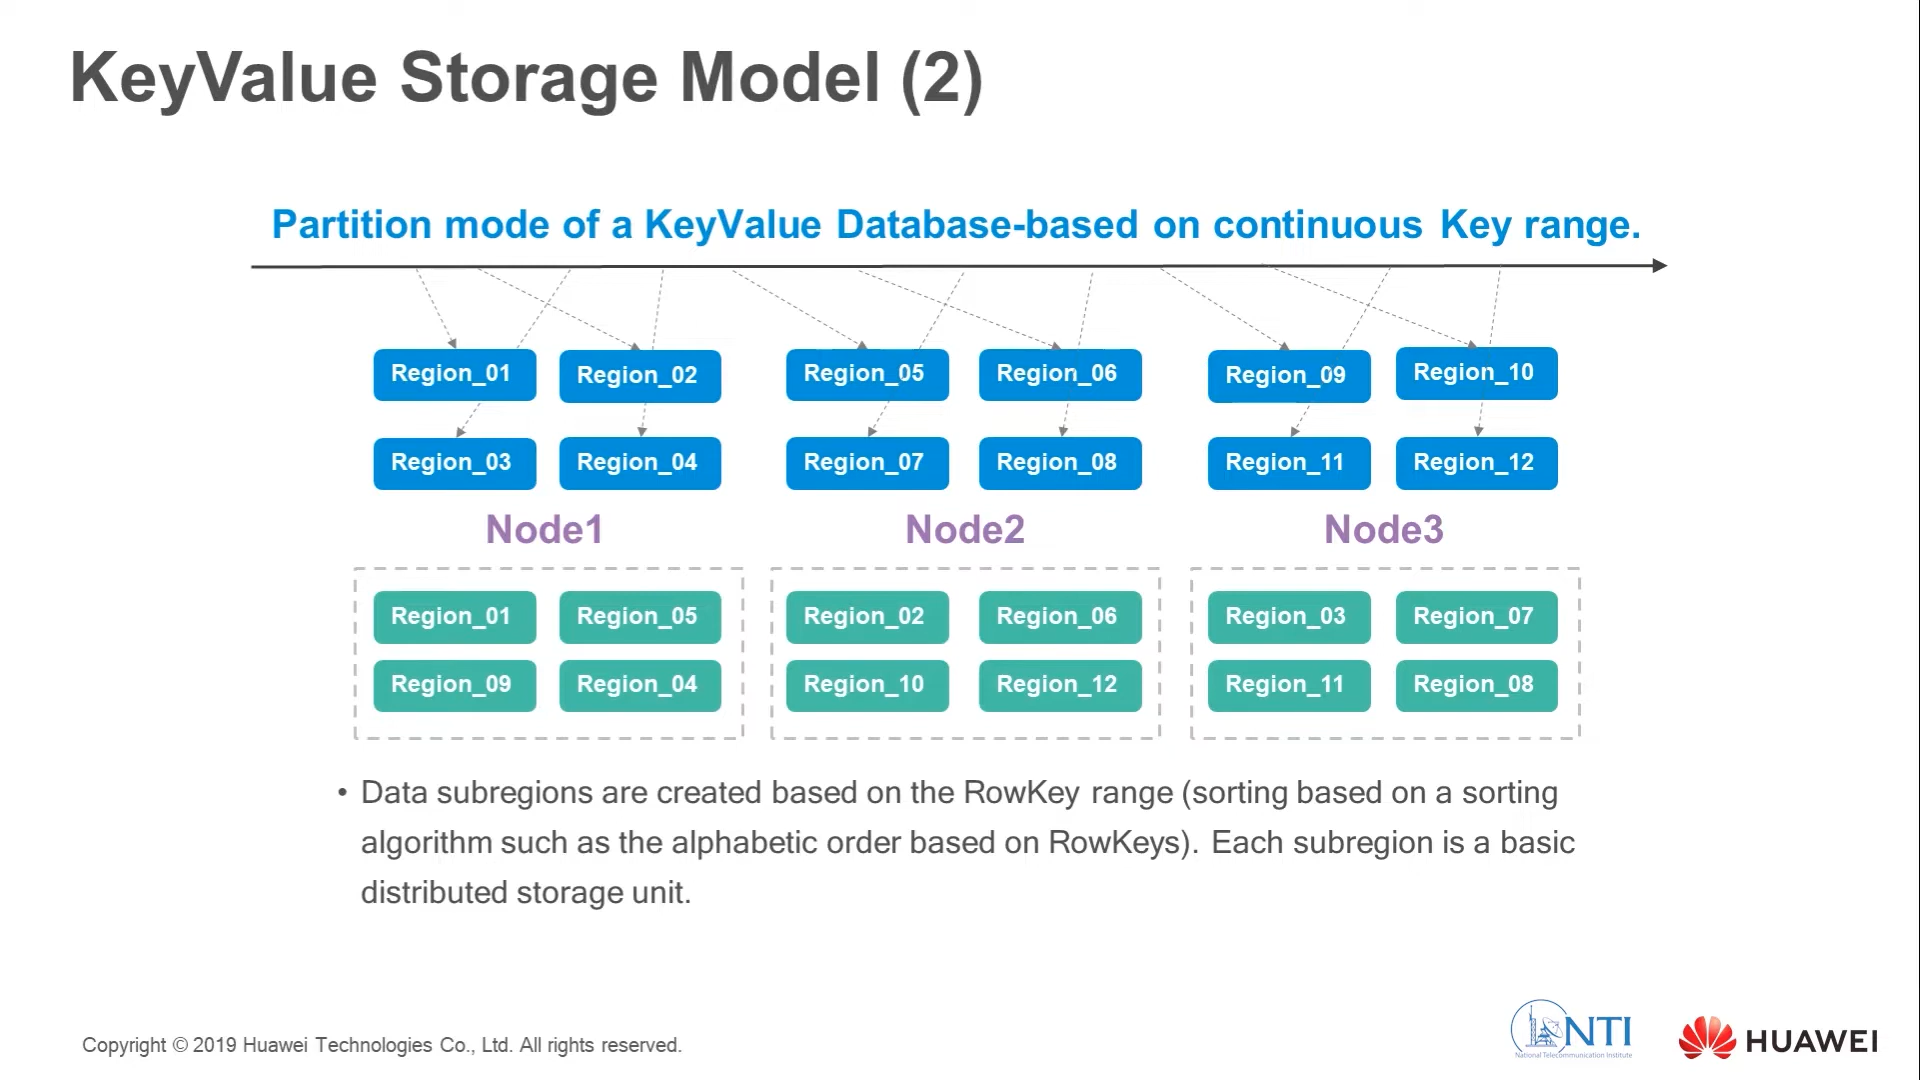 KeyValue Storage Model (2)
Partition mode of a KeyValue Database-based on continuous Key range.
Region_01 Region_02 Region_05 Region_06 Region_09 Region_10
Region_03 Region_04 Region_07 Region_08 Region_11 Region_12
Node1 Node2 Node3
Region_01 Region_05 Region_02 Region_06 Region_03 Region_07
Region_09 Region_04 Region_10 Region_12 Region_11 Region_08
• Data subregions are created based on the RowKey range (sorting based on a sorting
algorithm such as the alphabetic order based on RowKeys). Each subregion is a basic
distributed storage unit.
Copyright © 2019 Huawei Technologies Co., Ltd. All rights reserved.
NTI
National Telecommunication Institute
HUAWEI